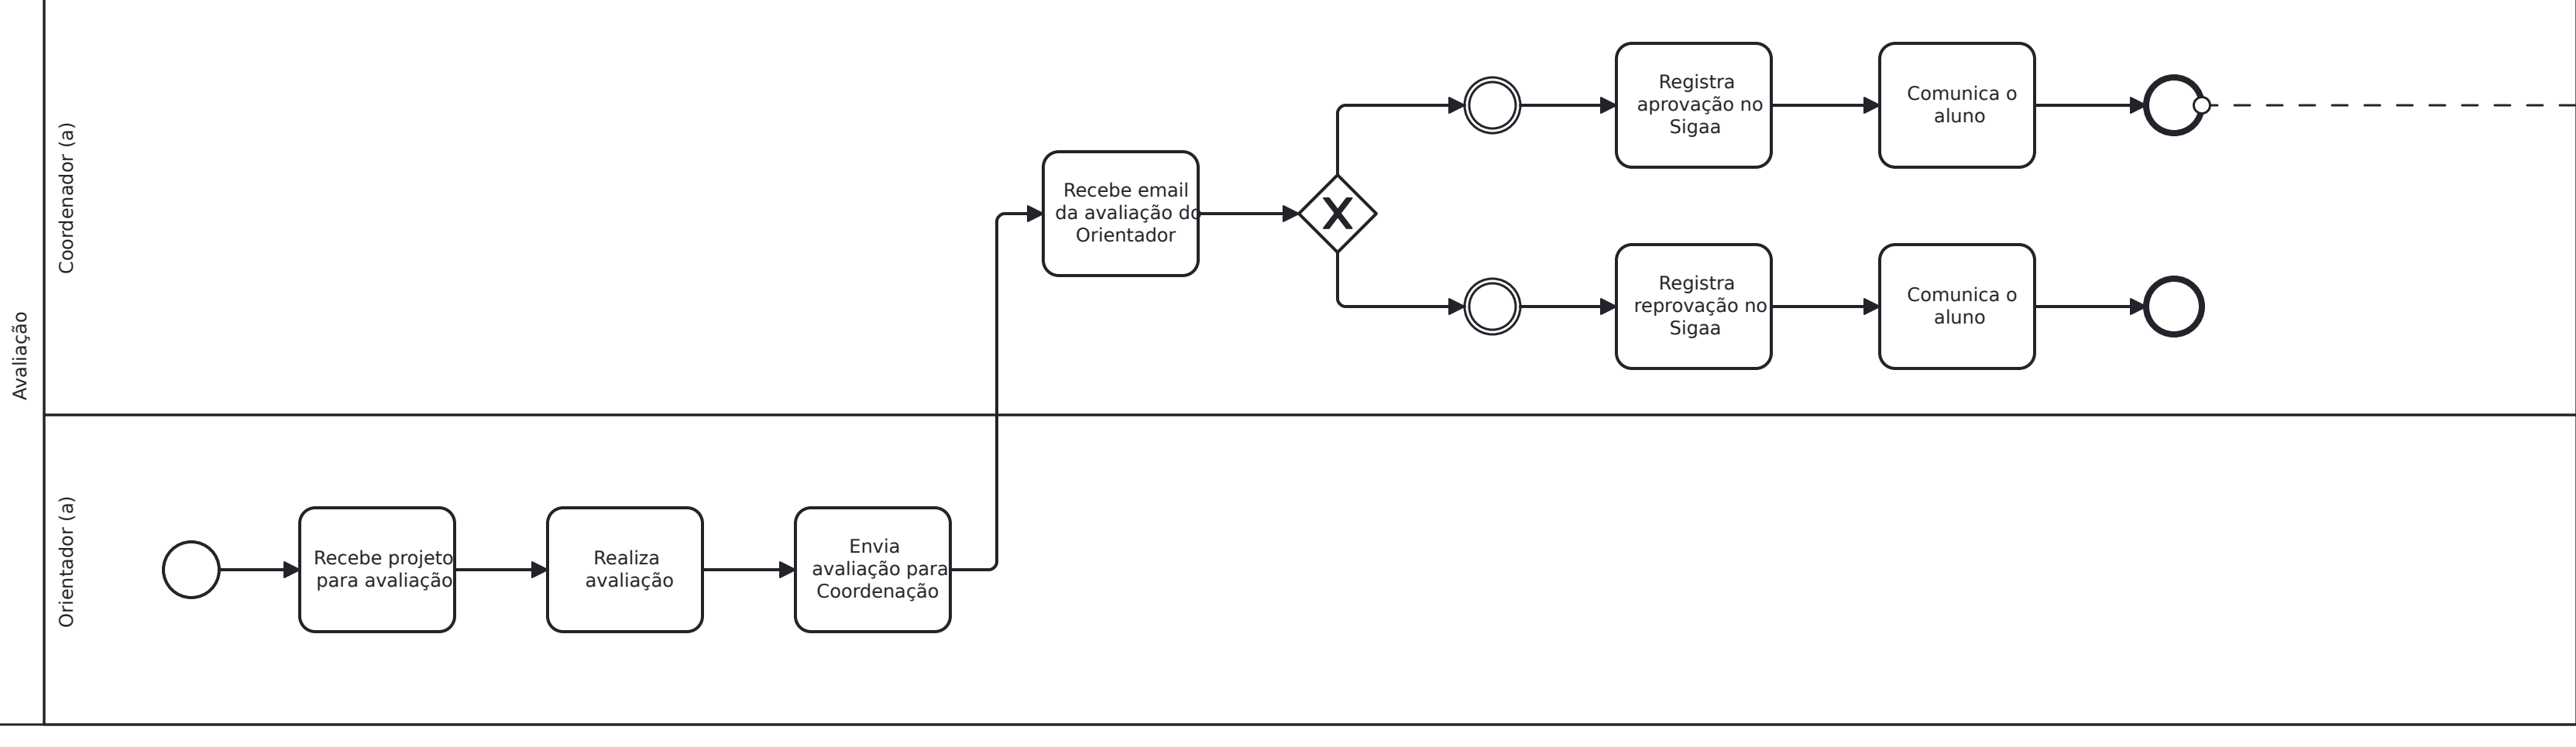 Avaliação
Coordenador (a)
Recebe email
da avaliação do
Orientador
Registra
aprovação no
Sigaa
Comunica o
aluno
Registra
reprovação no
Sigaa
Comunica o
aluno
Orientador (a)
Recebe projeto
para avaliação
Realiza
avaliação
Envia
avaliação para
Coordenação